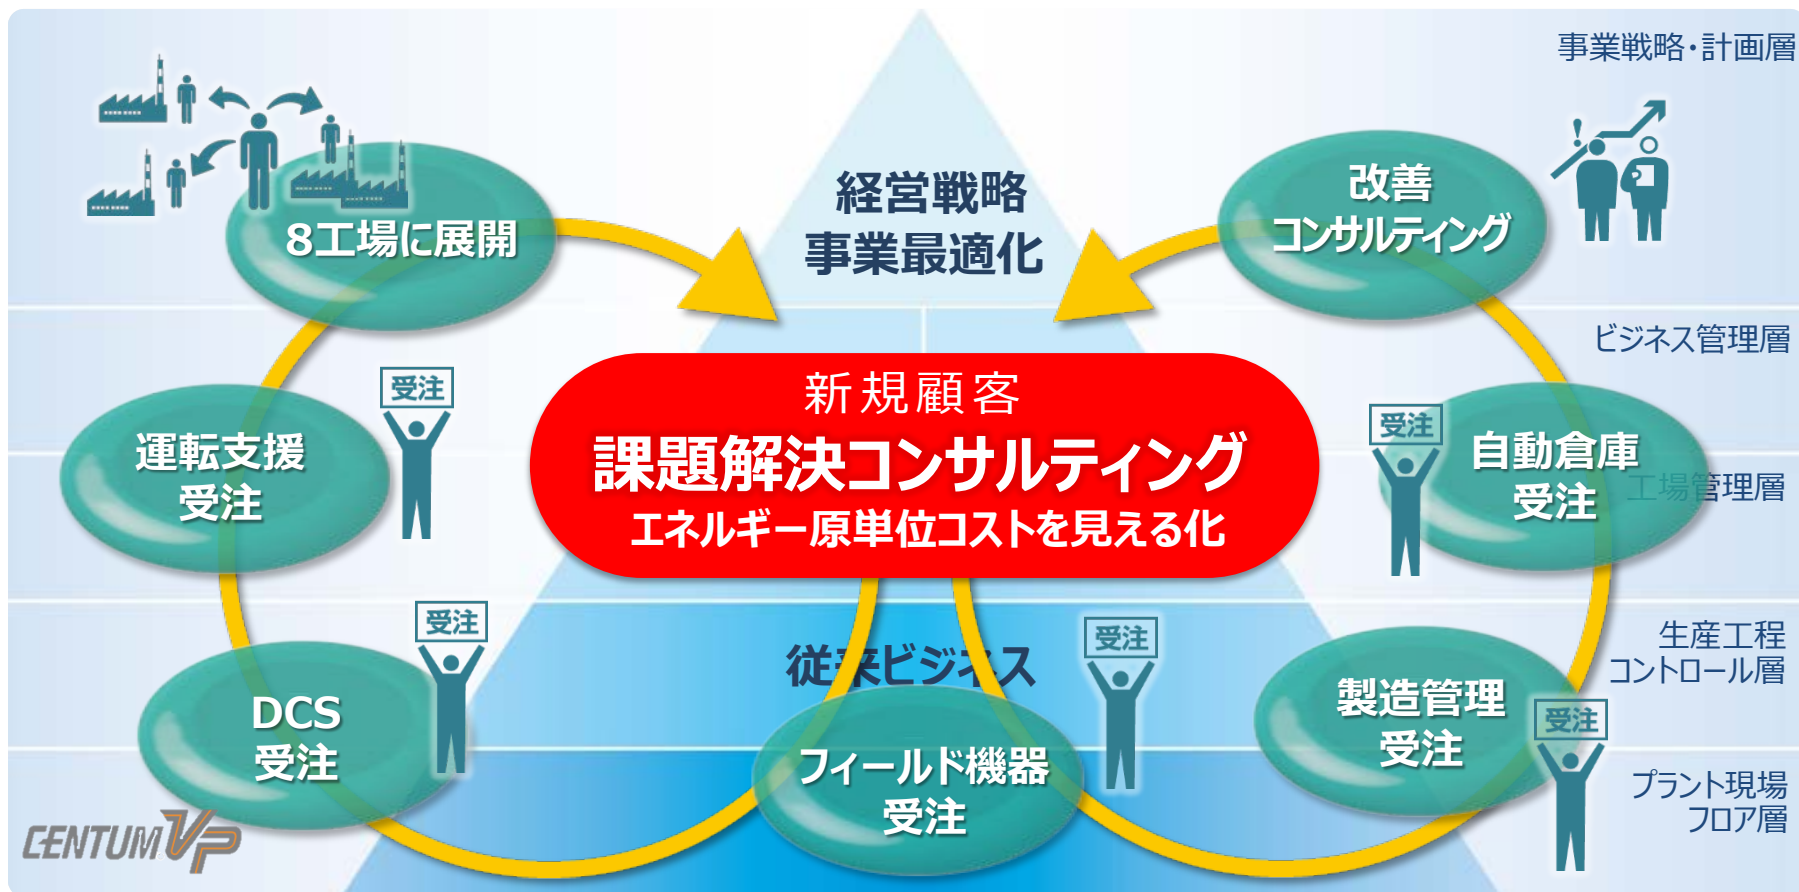 事業戦略・計画層
経営戦略
事業最適化
改善
コンサルティング
8工場に展開
ビジネス管理層
新規顧客
課題解決コンサルティング
エネルギー原単位コストを見える化
受注
運転支援
受注
受注
自動倉庫
受注
工場管理層
受注
DCS
受注
従来ビジネス
受注
フィールド機器
受注
生産工程
コントロール層
製造管理
受注
受注
プラント現場
フロア層
CENTUM VP